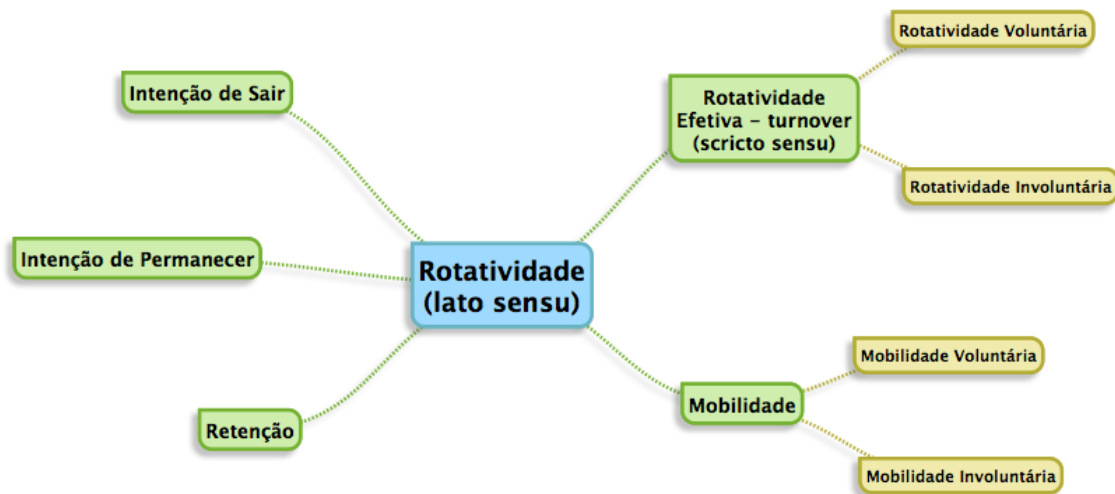 Rotatividade Voluntária
Intenção de Sair
Rotatividade
Efetiva – turnover
(scricto sensu)
Rotatividade Involuntária
Intenção de Permanecer
Rotatividade
(lato sensu)
Mobilidade Voluntária
Mobilidade
Retenção
Mobilidade Involuntária